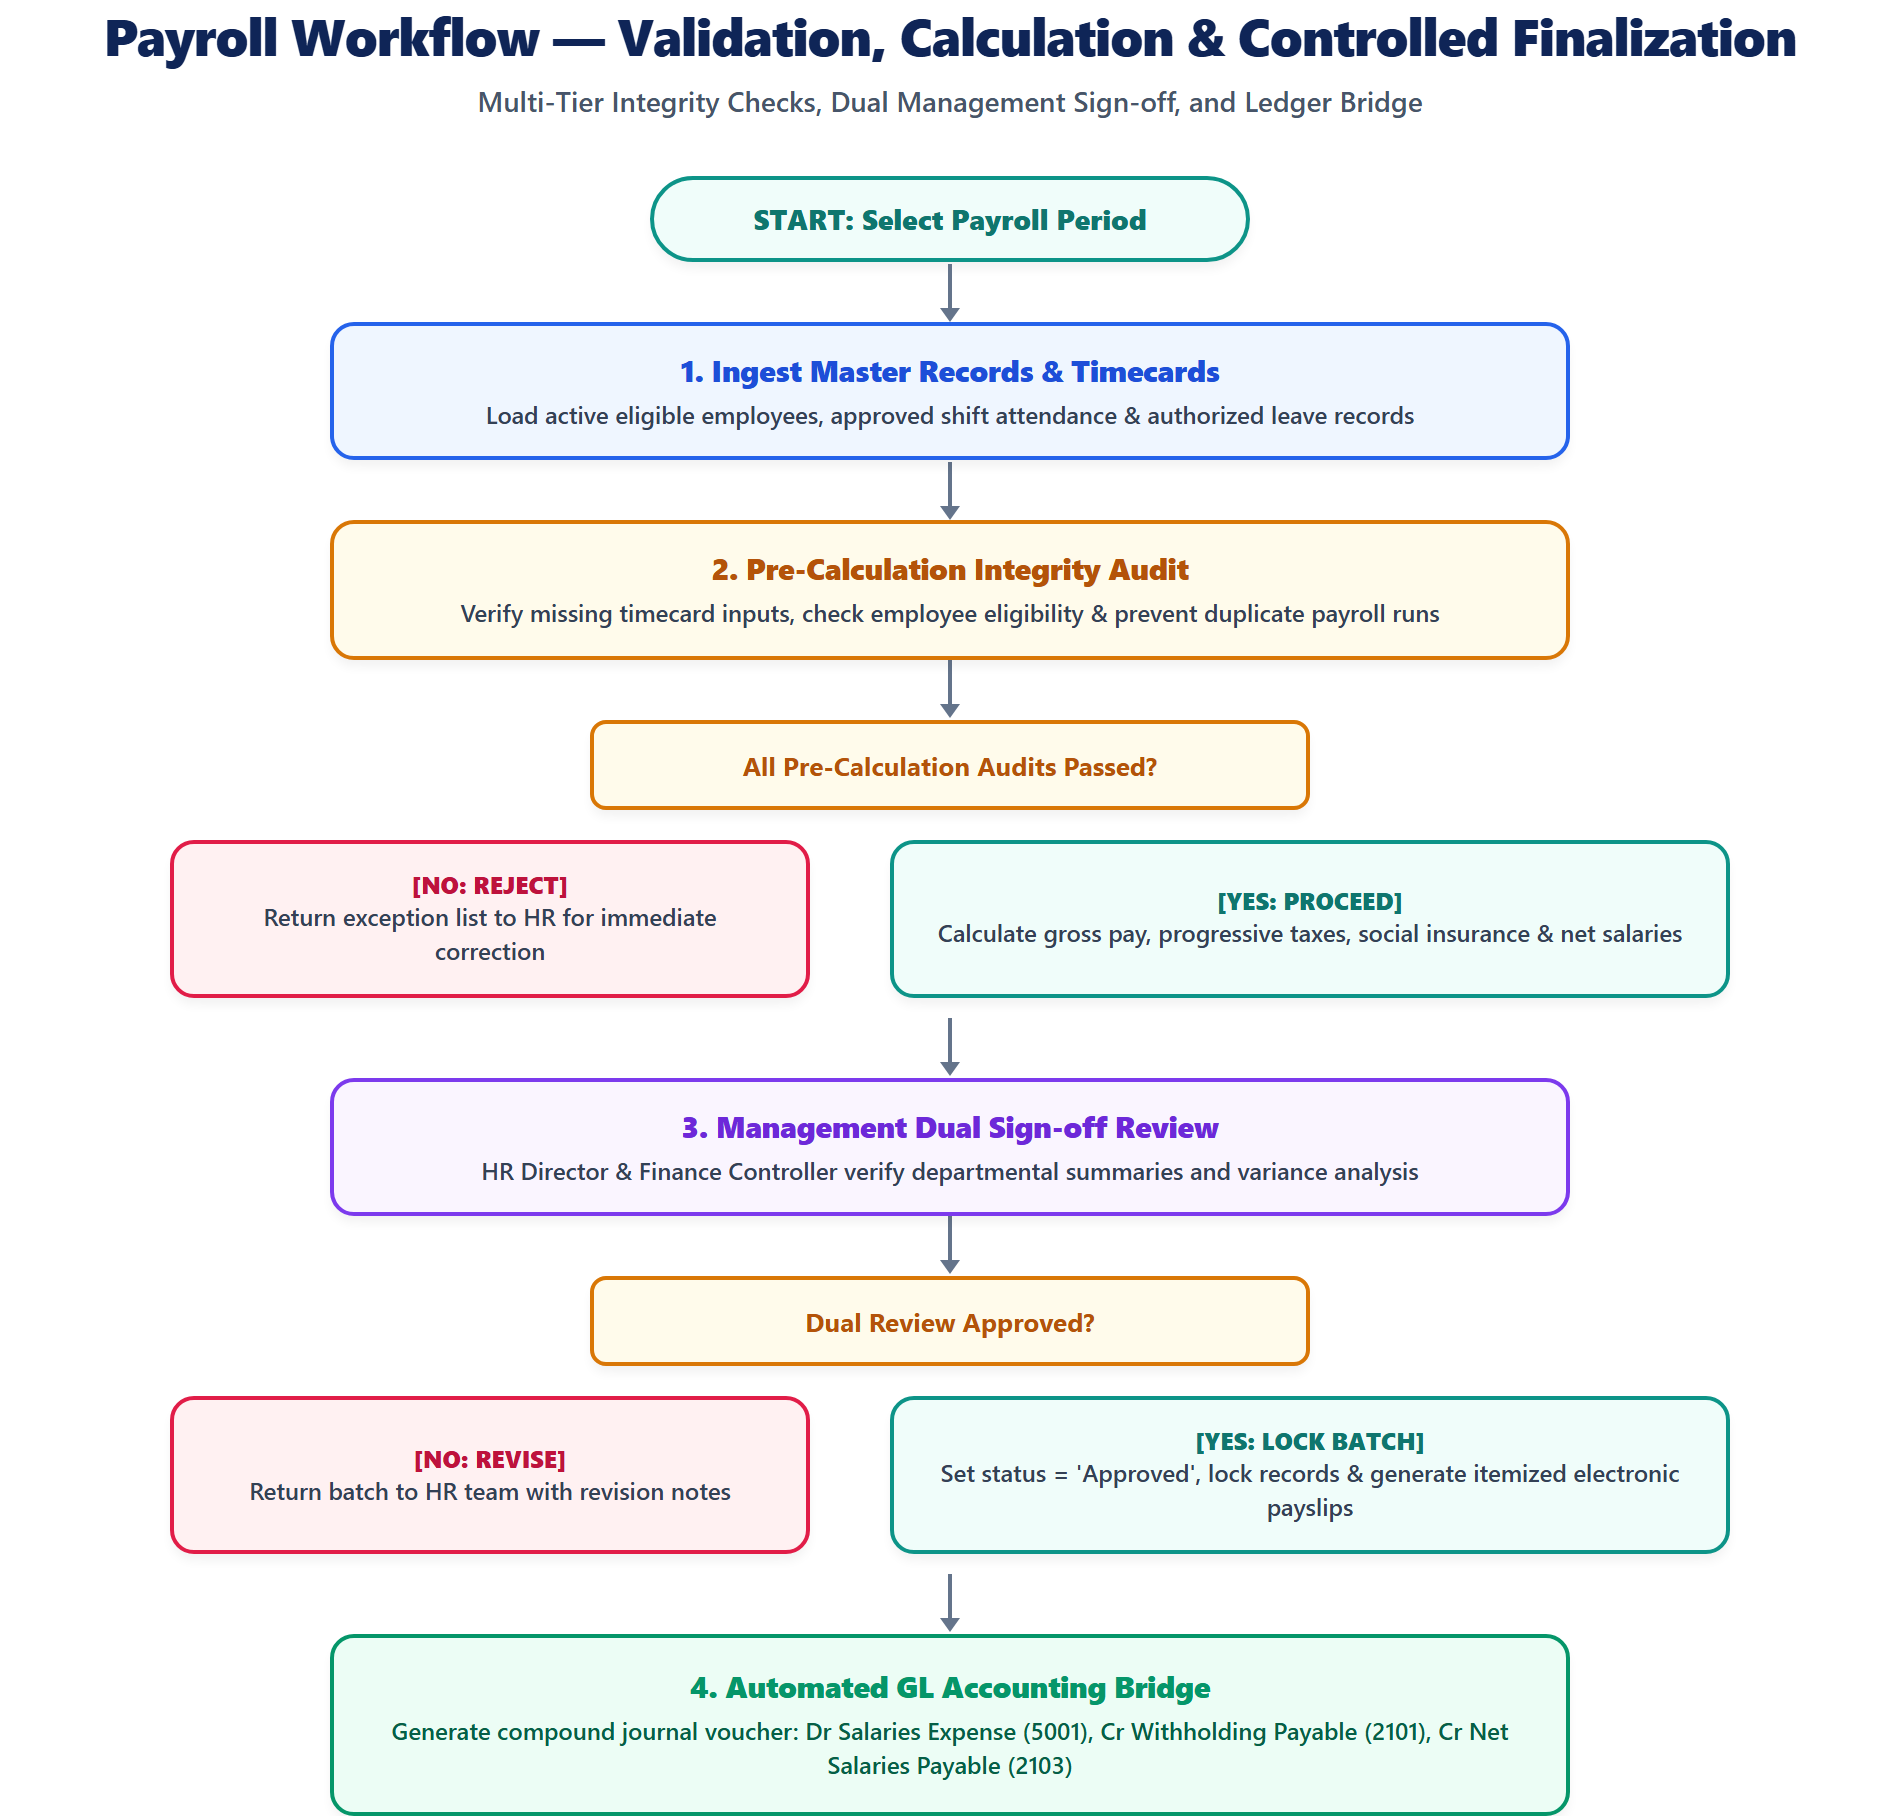 Payroll Workflow — Validation, Calculation & Controlled Finalization
Multi-Tier Integrity Checks, Dual Management Sign-off, and Ledger Bridge
START: Select Payroll Period
1. Ingest Master Records & Timecards
Load active eligible employees, approved shift attendance & authorized leave records
2. Pre-Calculation Integrity Audit
Verify missing timecard inputs, check employee eligibility & prevent duplicate payroll runs
All Pre-Calculation Audits Passed?
[NO: REJECT]
Return exception list to HR for immediate
correction
[YES: PROCEED]
Calculate gross pay, progressive taxes, social insurance & net salaries
3. Management Dual Sign-off Review
HR Director & Finance Controller verify departmental summaries and variance analysis
Dual Review Approved?
[NO: REVISE]
Return batch to HR team with revision notes
[YES: LOCK BATCH]
Set status = 'Approved', lock records & generate itemized electronic
payslips
4. Automated GL Accounting Bridge
Generate compound journal voucher: Dr Salaries Expense (5001), Cr Withholding Payable (2101), Cr Net
Salaries Payable (2103)